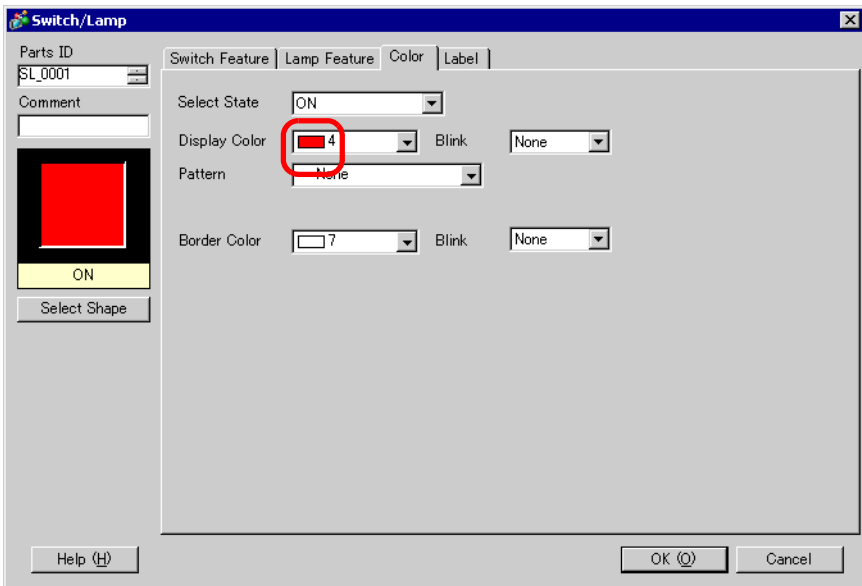 Switch/Lamp
Parts ID
SL_0001
Comment
ON
Select Shape
Switch Feature Lamp Feature Color Label
Select State ON
Display Color 4 Blink None
Pattern None
Border Color 7 Blink None
Help (H) OK (O) Cancel